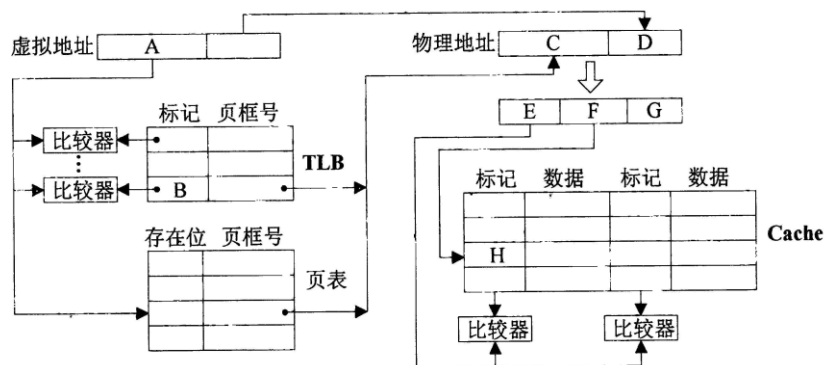 虚拟地址 A
物理地址 C D
E F G
标记 页框号
比较器
TLB
比较器 B
存在位 页框号
页表
标记 数据 标记 数据
Cache
H
比较器 比较器